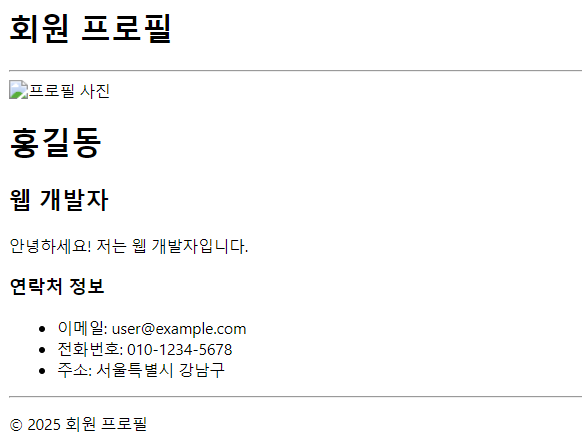 회원 프로필
프로필 사진
홍길동
웹 개발자
안녕하세요! 저는 웹 개발자입니다.
연락처 정보
이메일: user@example.com
전화번호: 010-1234-5678
주소: 서울특별시 강남구
© 2025 회원 프로필